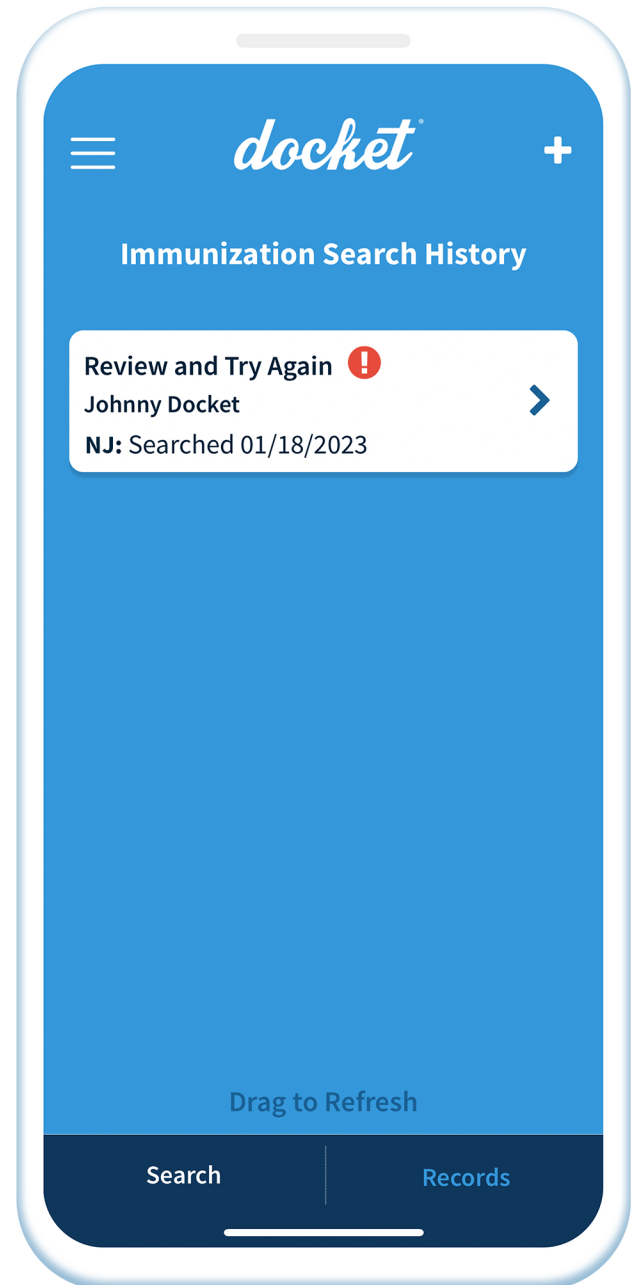 docket
Immunization Search History
Review and Try Again
Johnny Docket
NJ: Searched 01/18/2023
Drag to Refresh
Search
Records